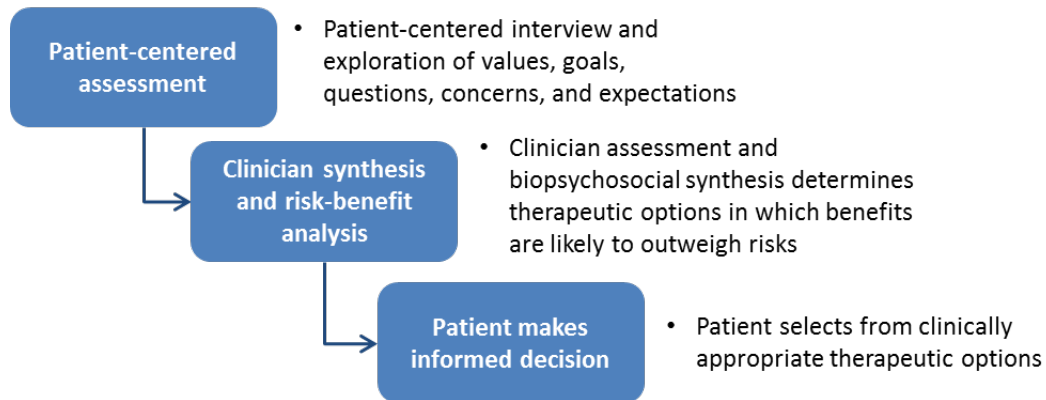 Patient-centered
assessment
• Patient-centered interview and
exploration of values, goals,
questions, concerns, and expectations
Clinician synthesis
and risk-benefit
analysis
• Clinician assessment and
biopsychosocial synthesis determines
therapeutic options in which benefits
are likely to outweigh risks
Patient makes
informed decision
• Patient selects from clinically
appropriate therapeutic options